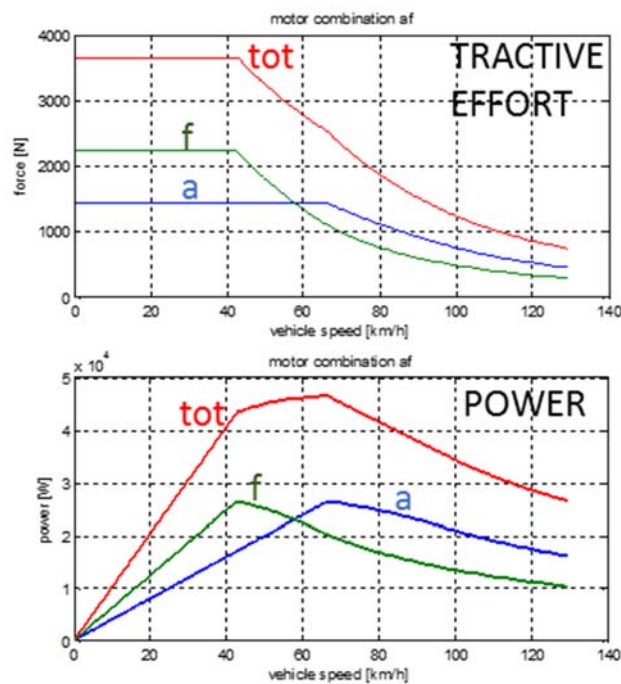 motor combination af
4000
3000
2000
1000
0
force [N]
tot
f
a
TRACTIVE
EFFORT
0 20 40 60 80 100 120 140
vehicle speed [km/h]
motor combination af
x 10^4
5
4
3
2
1
0
power [W]
tot
f
a
POWER
0 20 40 60 80 100 120 140
vehicle speed [km/h]